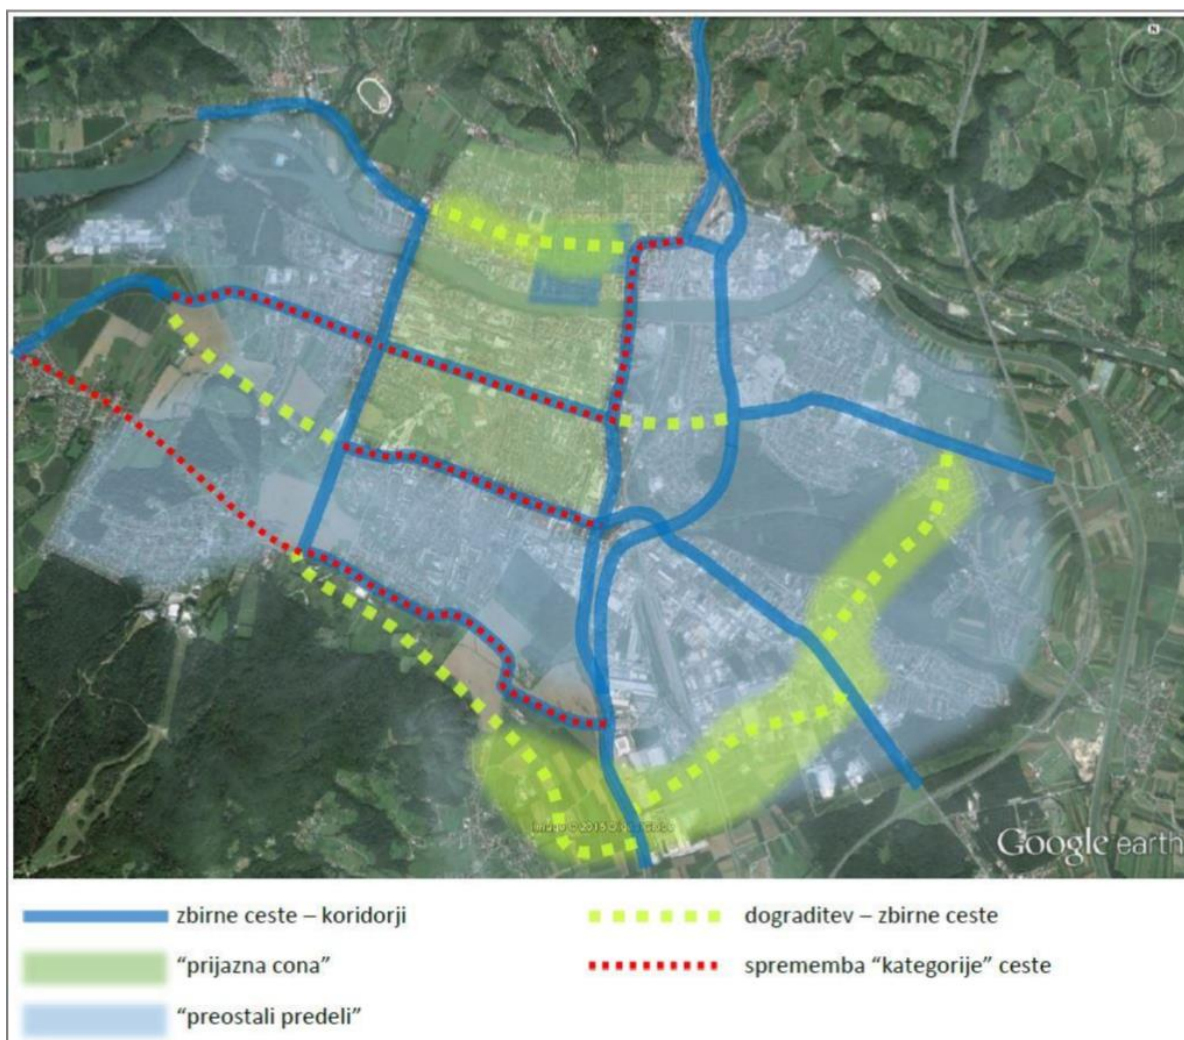 N
Google earth
zbirne ceste – koridorji
dograditev – zbirne ceste
“prijazna cona”
sprememba “kategorije” ceste
“preostali predeli”